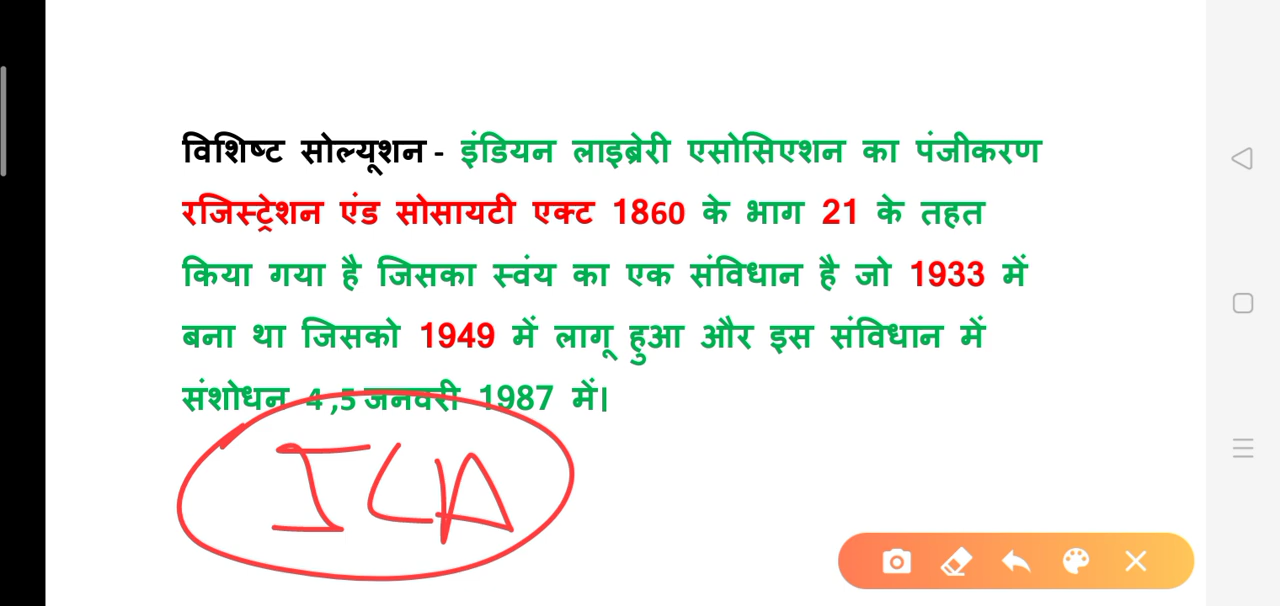 विशिष्ट सोल्यूशन - इंडियन लाइब्रेरी एसोसिएशन का पंजीकरण
रजिस्ट्रेशन एंड सोसायटी एक्ट 1860 के भाग 21 के तहत
किया गया है जिसका स्वंय का एक संविधान है जो 1933 में
बना था जिसको 1949 में लागू हुआ और इस संविधान में
संशोधन 4,5 जनवरी 1987 में।
ILA